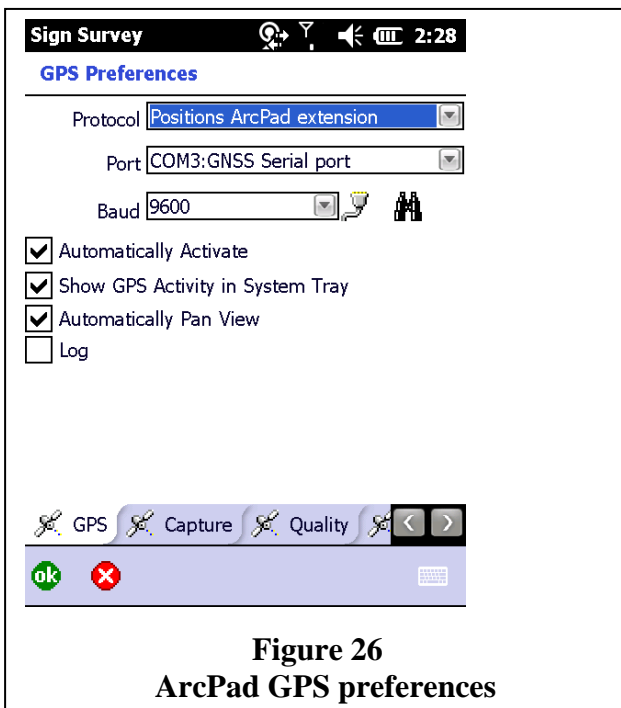 Sign Survey 2:28
GPS Preferences
Protocol Positions ArcPad extension
Port COM3:GNSS Serial port
Baud 9600
Automatically Activate
Show GPS Activity in System Tray
Automatically Pan View
Log
GPS Capture Quality
ok
Figure 26
ArcPad GPS preferences